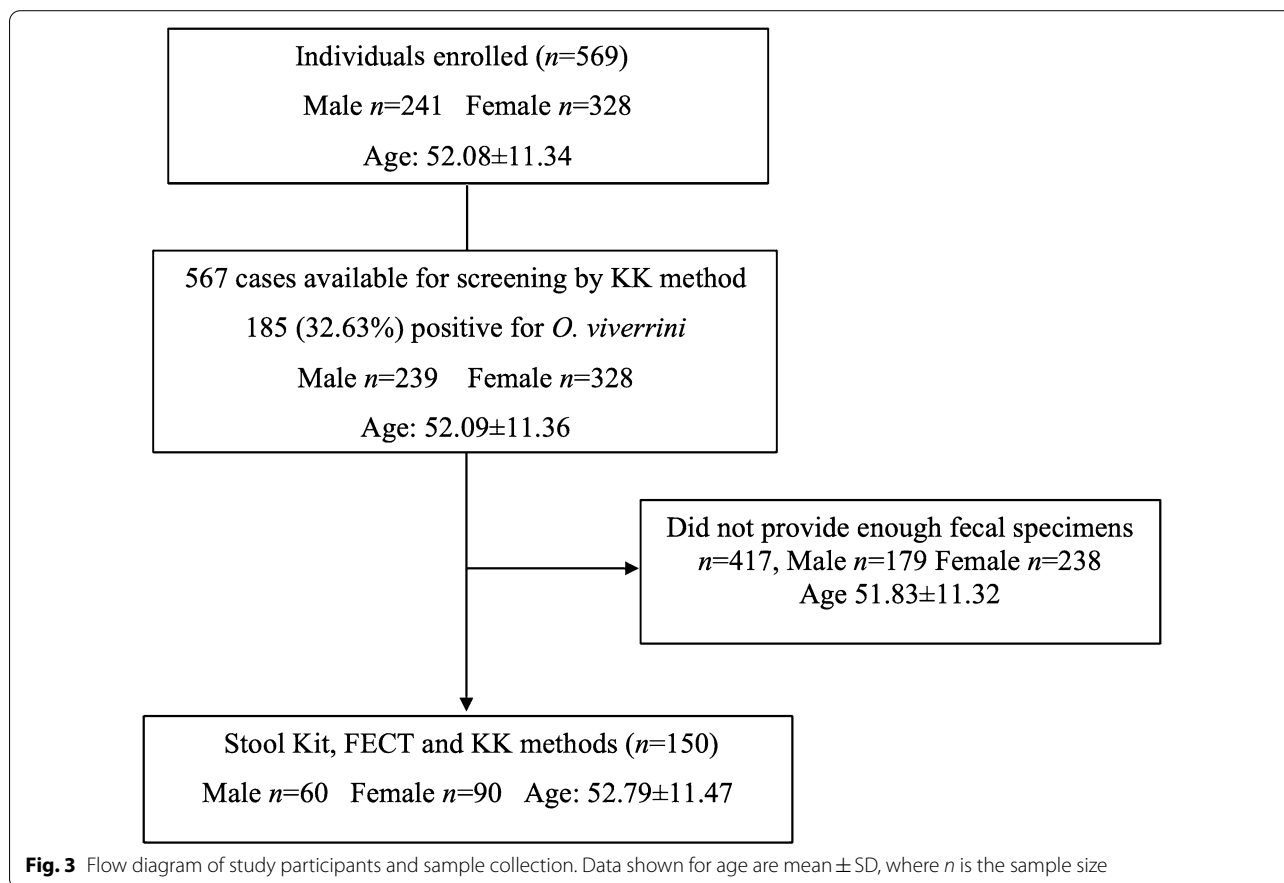 Individuals enrolled (n=569)
Male n=241 Female n=328
Age: 52.08±11.34
567 cases available for screening by KK method
185 (32.63%) positive for O. viverrini
Male n=239 Female n=328
Age: 52.09±11.36
Did not provide enough fecal specimens
n=417, Male n=179 Female n=238
Age 51.83±11.32
Stool Kit, FECT and KK methods (n=150)
Male n=60 Female n=90 Age: 52.79±11.47
Fig. 3 Flow diagram of study participants and sample collection. Data shown for age are mean ± SD, where n is the sample size